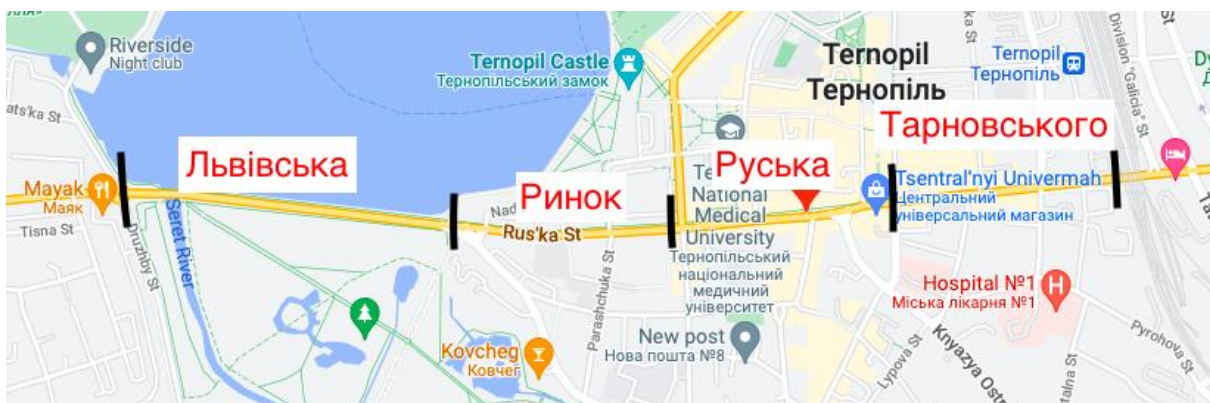 Riverside
Night club
Ternopil Castle
Тернопільський замок
Ternopil
Тернопіль
Ternopil
Тернопіль
Division "Galicia" St
Тарновського
Львівська
Ринок
Руська
Mayak
Маяк
Tisna St
Druzhby St
Seret River
Rus'ka St
National
Medical
University
Тернопільський
національний
медичний
університет
Tsentral'nyi Univermah
Центральний
універсальний магазин
Hospital №1
Міська лікарня №1
Parashchuka St
New post
Нова пошта №8
Kovcheg
Ковчег
Lypova St
Knyazya Ostr
Pyrohova St